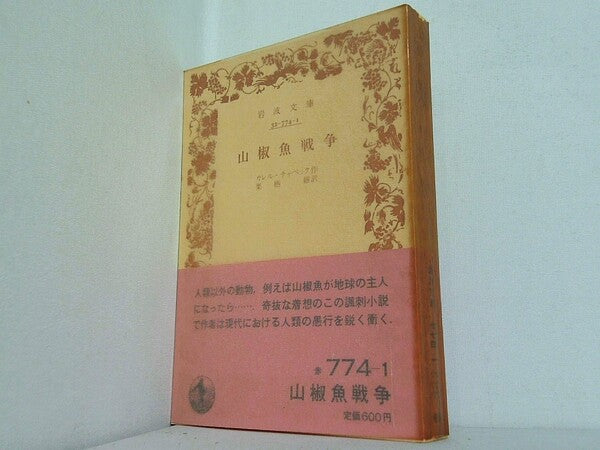 岩波文庫
32-774-1
山椒魚戦争
カレル・チャペック作
栗栖 継訳
人類以外の動物、例えば山椒魚が地球の主人
になったら……。奇抜な着想のこの諷刺小説
で作者は現代における人類の愚行を鋭く衝く.
赤 774-1
山椒魚戦争
定価600円